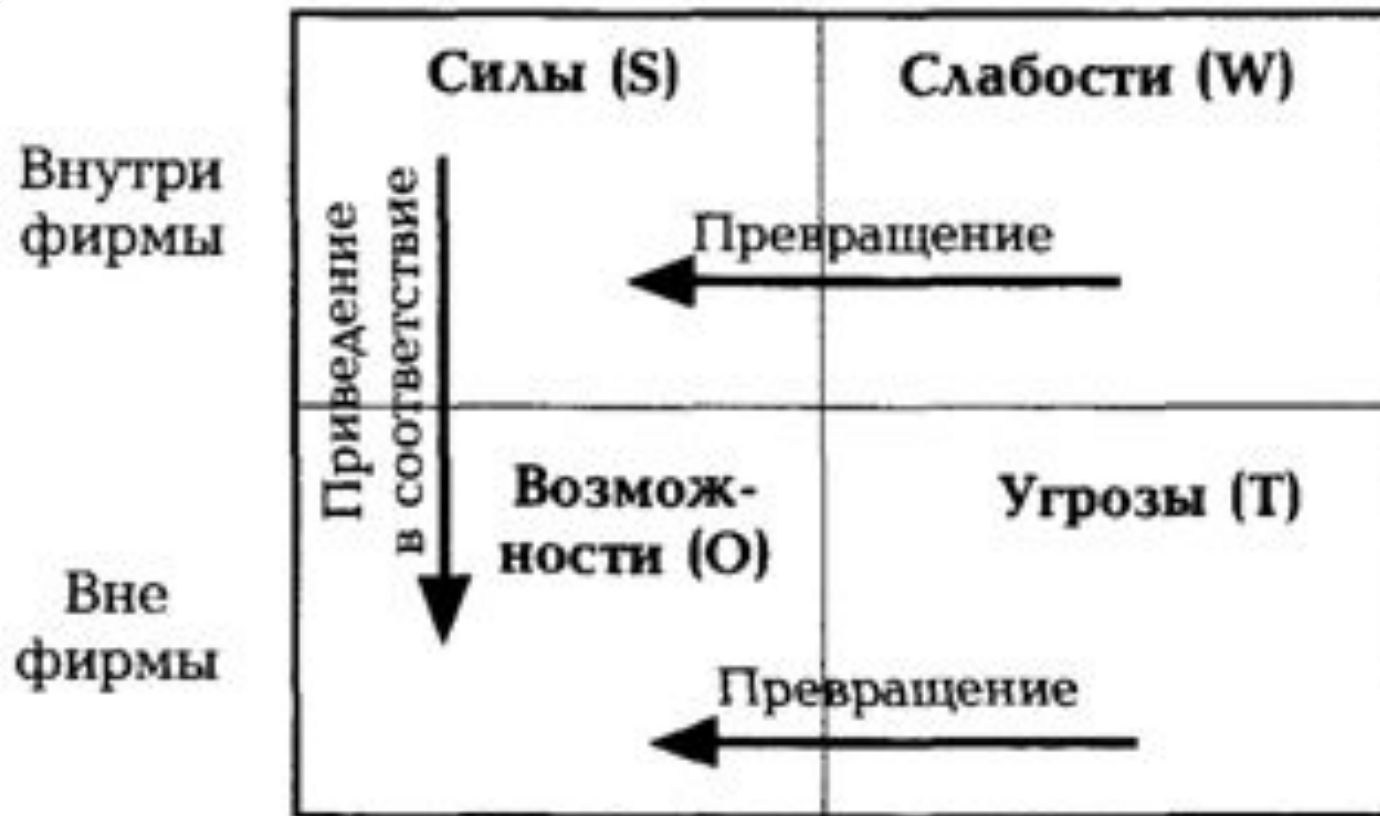 Силы (S)
Слабости (W)
Внутри
фирмы
Приведение
в соответствие
Превращение
Возмож-
ности (O)
Угрозы (T)
Вне
фирмы
Превращение